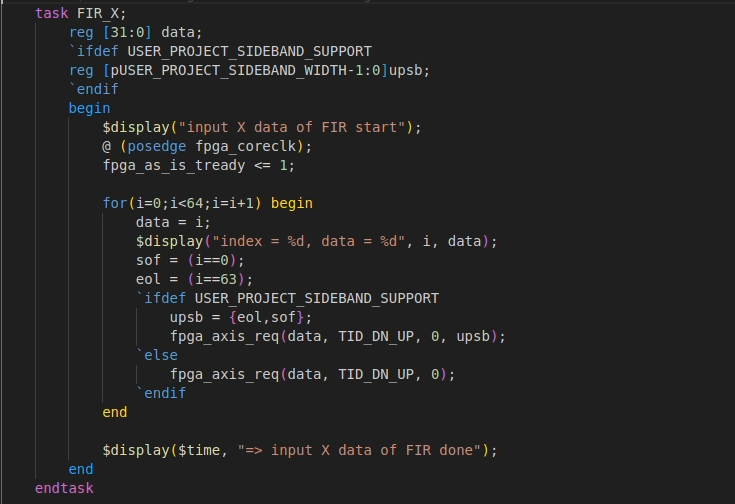 task FIR_X;
reg [31:0] data;
`ifdef USER_PROJECT_SIDEBAND_SUPPORT
reg [pUSER_PROJECT_SIDEBAND_WIDTH-1:0]upsb;
`endif
begin
$display("input X data of FIR start");
@ (posedge fpga_coreclk);
fpga_as_is_tready <= 1;
for(i=0;i<64;i=i+1) begin
data = i;
$display("index = %d, data = %d", i, data);
sof = (i==0);
eol = (i==63);
`ifdef USER_PROJECT_SIDEBAND_SUPPORT
upsb = {eol,sof};
fpga_axis_req(data, TID_DN_UP, 0, upsb);
`else
fpga_axis_req(data, TID_DN_UP, 0);
`endif
end
$display($time, "=> input X data of FIR done");
end
endtask